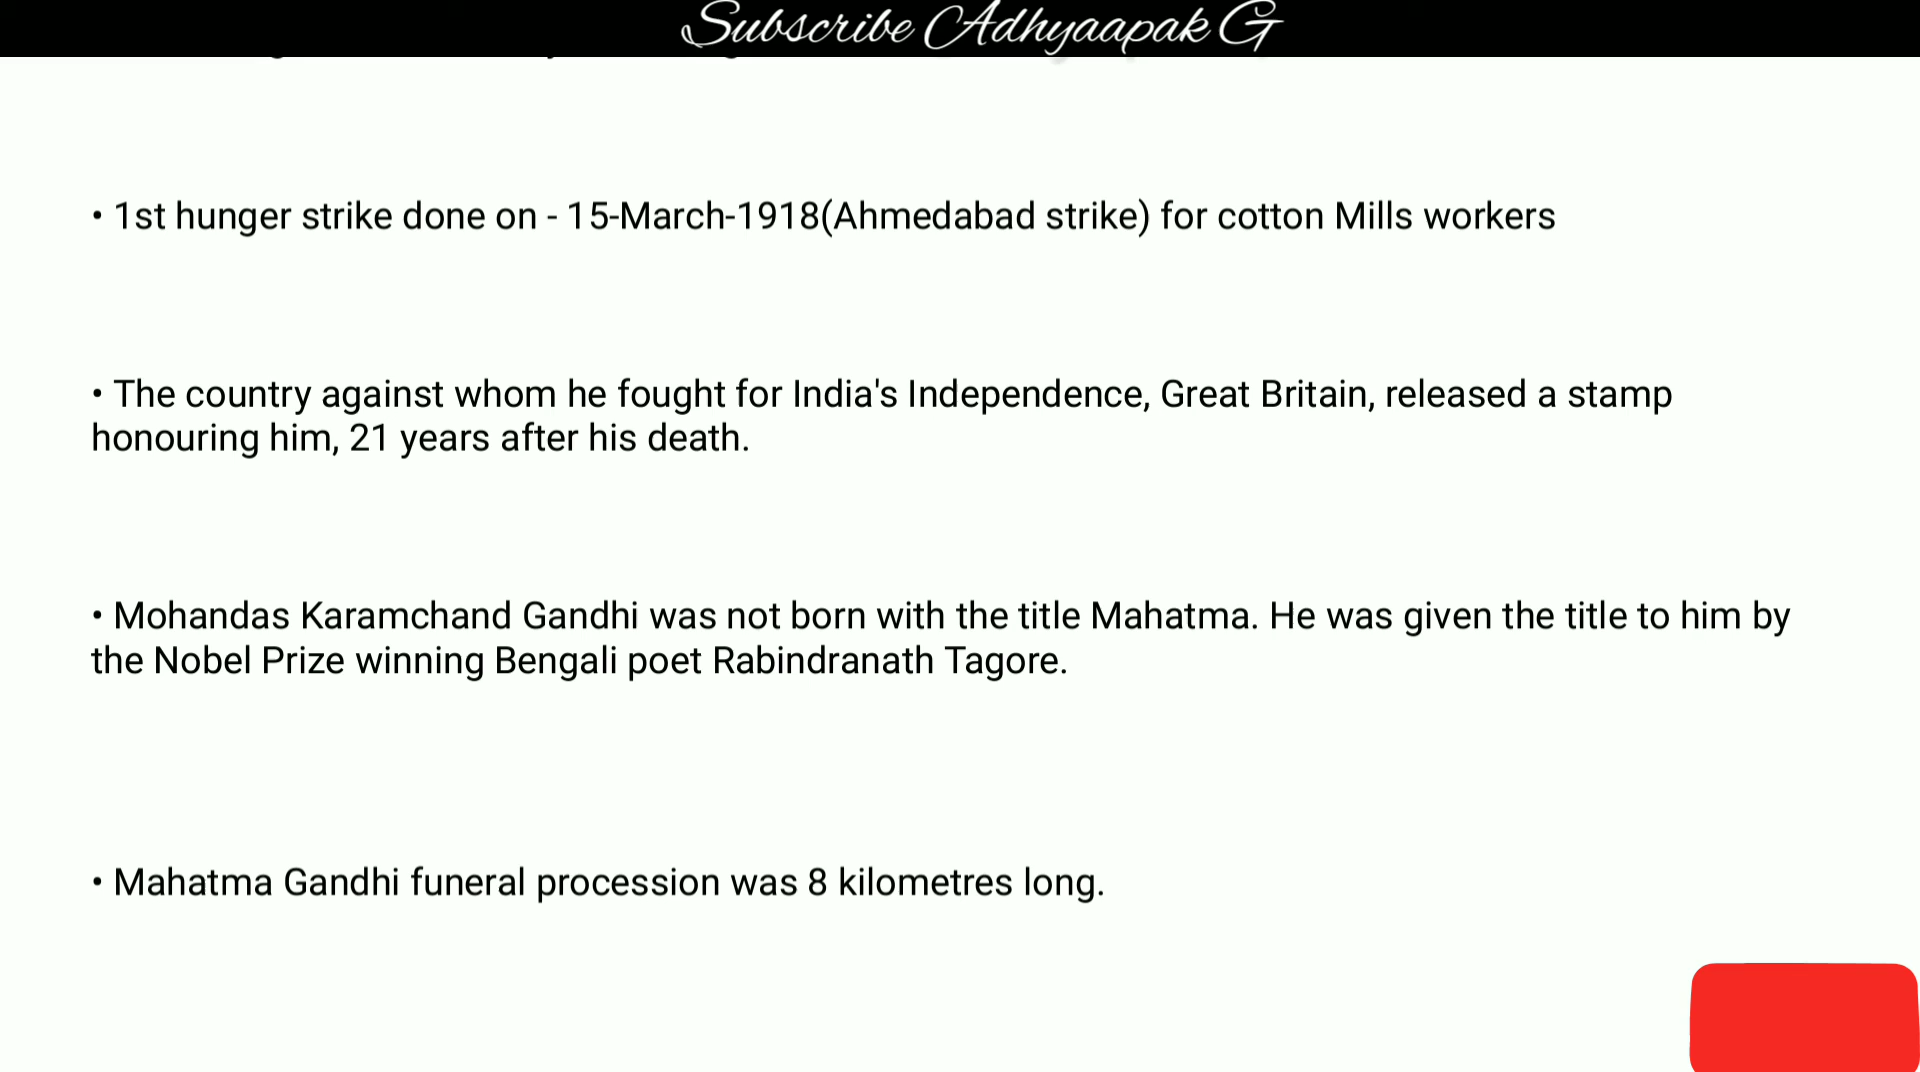 Subscribe Adhyaapak G
• 1st hunger strike done on - 15-March-1918(Ahmedabad strike) for cotton Mills workers
• The country against whom he fought for India's Independence, Great Britain, released a stamp
honouring him, 21 years after his death.
• Mohandas Karamchand Gandhi was not born with the title Mahatma. He was given the title to him by
the Nobel Prize winning Bengali poet Rabindranath Tagore.
• Mahatma Gandhi funeral procession was 8 kilometres long.